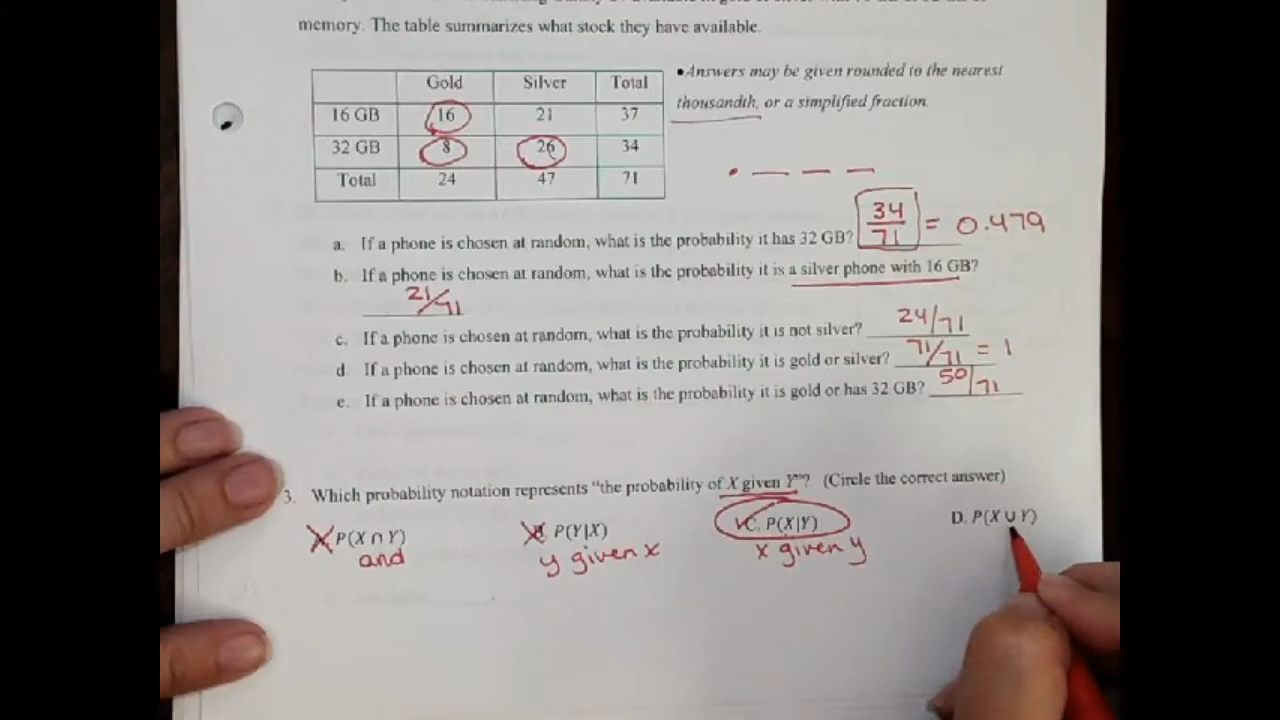 memory. The table summarizes what stock they have available.
Gold Silver Total
16 GB 16 21 37
32 GB 8 26 34
Total 24 47 71
•Answers may be given rounded to the nearest
thousandth, or a simplified fraction.
a. If a phone is chosen at random, what is the probability it has 32 GB? 34/71 = 0.479
b. If a phone is chosen at random, what is the probability it is a silver phone with 16 GB?
21/71
c. If a phone is chosen at random, what is the probability it is not silver? 24/71
d. If a phone is chosen at random, what is the probability it is gold or silver? 71/71 = 1
e. If a phone is chosen at random, what is the probability it is gold or has 32 GB? 50/71
3. Which probability notation represents "the probability of X given Y"? (Circle the correct answer)
P(X ∩ Y) B. P(Y|X) C. P(X|Y) D. P(X ∪ Y)
and y given x x given y